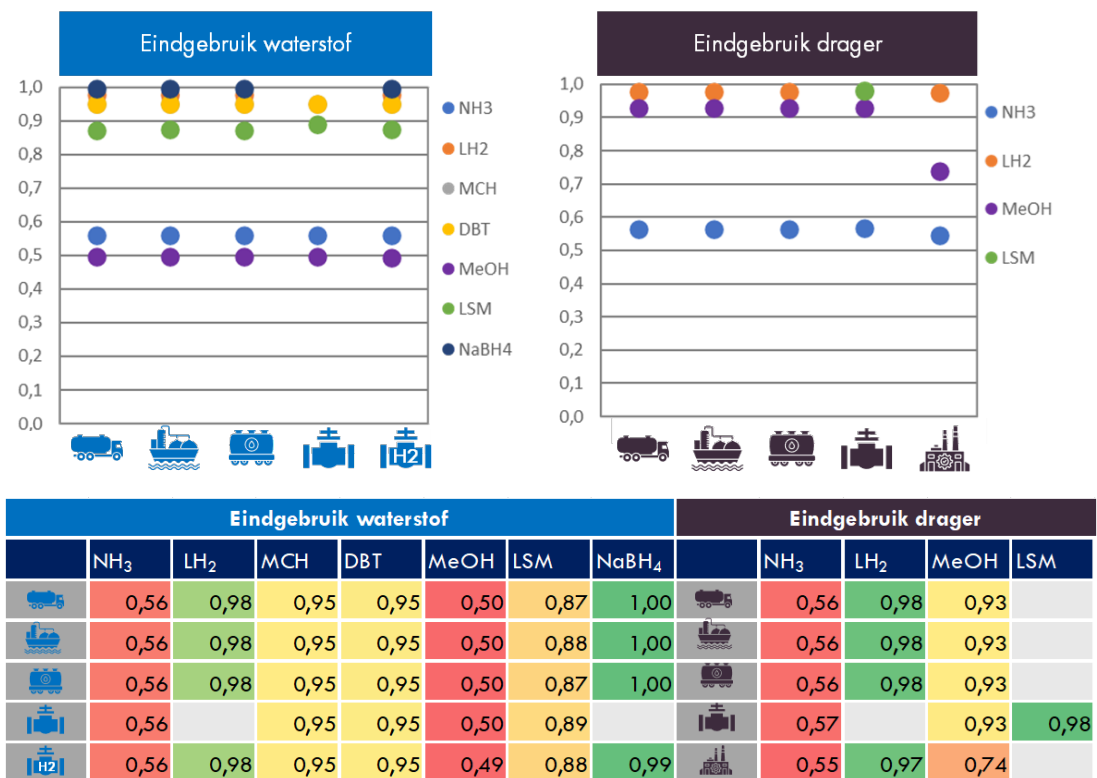 Eindgebruik waterstof
1,0
0,9
0,8
0,7
0,6
0,5
0,4
0,3
0,2
0,1
0,0
NH3
LH2
MCH
DBT
MeOH
LSM
NaBH4
H2
Eindgebruik drager
1,0
0,9
0,8
0,7
0,6
0,5
0,4
0,3
0,2
0,1
0,0
NH3
LH2
MeOH
LSM
Eindgebruik waterstof Eindgebruik drager
NH₃ LH₂ MCH DBT MeOH LSM NaBH₄ NH₃ LH₂ MeOH LSM
0,56 0,98 0,95 0,95 0,50 0,87 1,00 0,56 0,98 0,93
0,56 0,98 0,95 0,95 0,50 0,88 1,00 0,56 0,98 0,93
0,56 0,98 0,95 0,95 0,50 0,87 1,00 0,56 0,98 0,93
0,56 0,95 0,95 0,50 0,89 0,57 0,93 0,98
H2 0,56 0,98 0,95 0,95 0,49 0,88 0,99 0,55 0,97 0,74